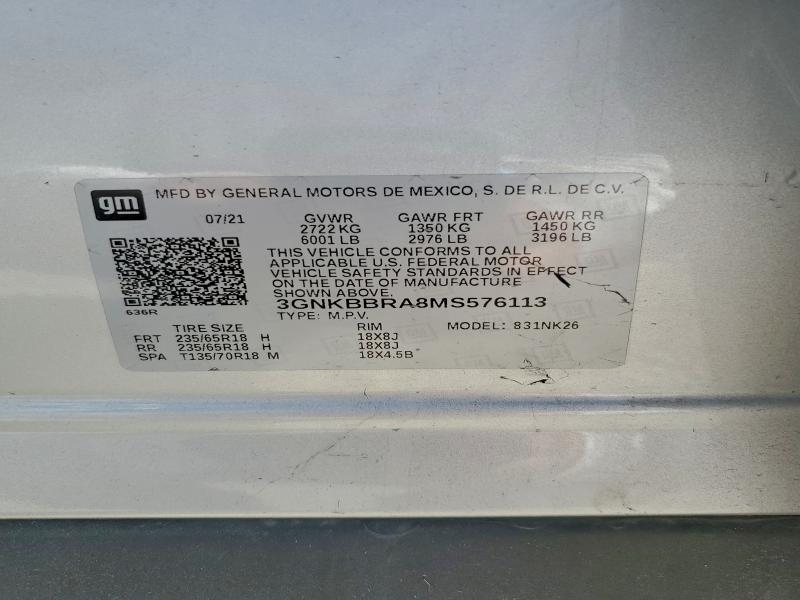 gm MFD BY GENERAL MOTORS DE MEXICO, S. DE R.L. DE C.V.
07/21 GVWR GAWR FRT GAWR RR
2722 KG 1350 KG 1450 KG
6001 LB 2976 LB 3196 LB
THIS VEHICLE CONFORMS TO ALL
APPLICABLE U.S. FEDERAL MOTOR
VEHICLE SAFETY STANDARDS IN EFFECT
ON THE DATE OF MANUFACTURE
SHOWN ABOVE.
3GNKBBRA8MS576113
636R
TYPE: M.P.V. MODEL: 831NK26
TIRE SIZE RIM
FRT 235/65R18 H 18X8J
RR 235/65R18 H 18X8J
SPA T135/70R18 M 18X4.5B